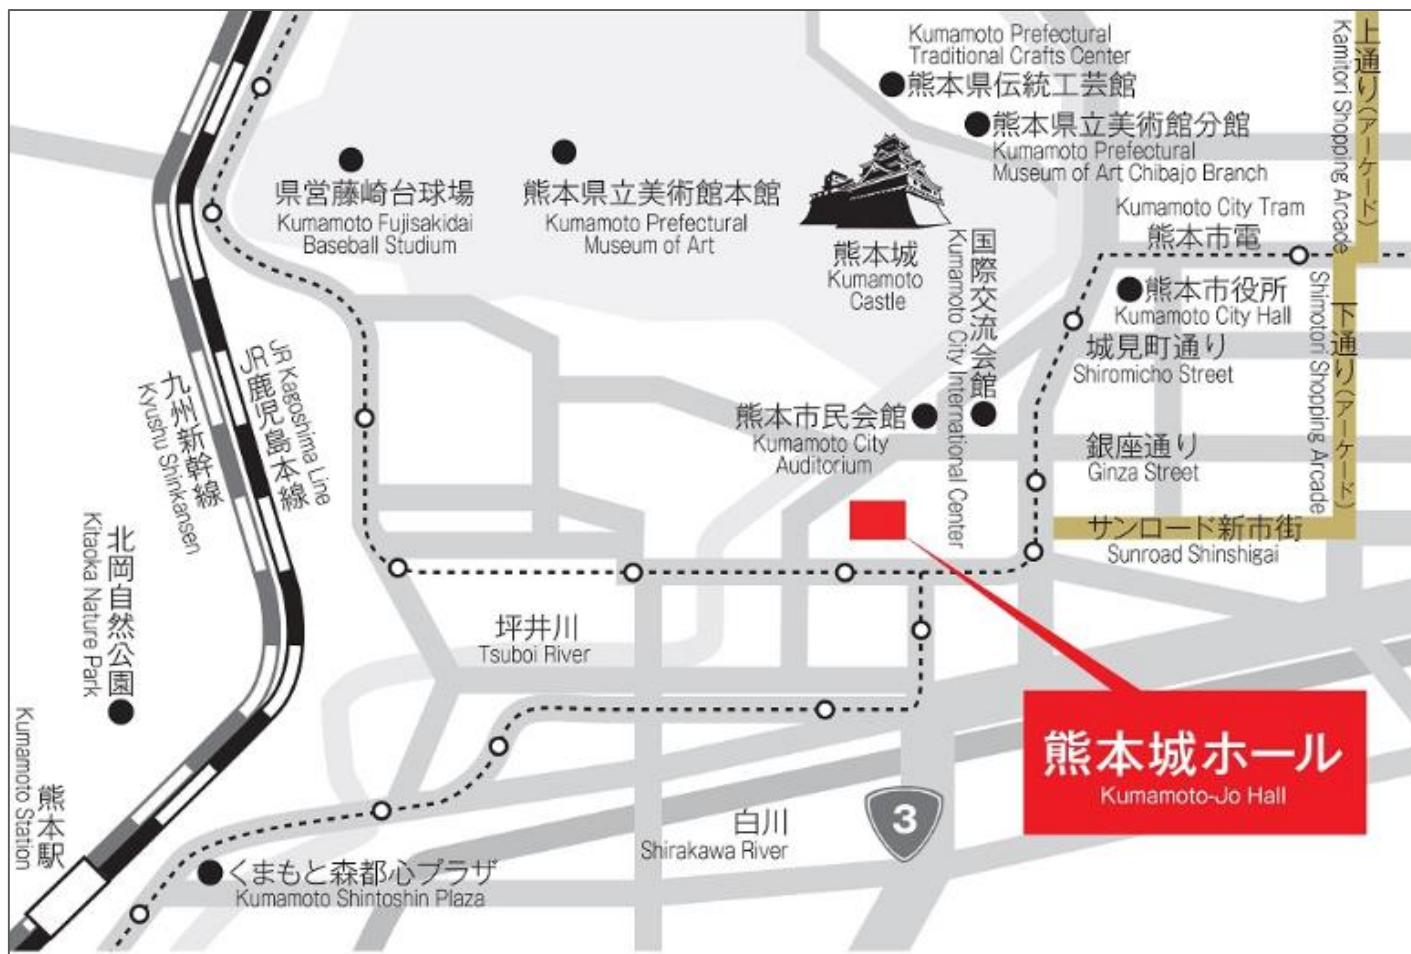 Kumamoto Prefectural
Traditional Crafts Center
熊本県伝統工芸館
熊本県立美術館分館
Kumamoto Prefectural
Museum of Art Chibajo Branch
上通り(アーケード)
Kamitori Shopping Arcade
県営藤崎台球場
Kumamoto Fujisakidai
Baseball Studium
熊本県立美術館本館
Kumamoto Prefectural
Museum of Art
熊本城
Kumamoto
Castle
国際交流会館
Kumamoto City International Center
Kumamoto City Tram
熊本市電
熊本市役所
Kumamoto City Hall
城見町通り
Shiromicho Street
下通り(アーケード)
Shimotori Shopping Arcade
九州新幹線
Kyushu Shinkansen
JR Kagoshima Line
JR鹿児島本線
熊本市民会館
Kumamoto City
Auditorium
銀座通り
Ginza Street
サンロード新市街
Sunroad Shinshigai
北岡自然公園
Kitaoka Nature Park
坪井川
Tsuboi River
熊本城ホール
Kumamoto-Jo Hall
熊本駅
Kumamoto Station
白川
Shirakawa River
3
くまもと森都心プラザ
Kumamoto Shintoshin Plaza